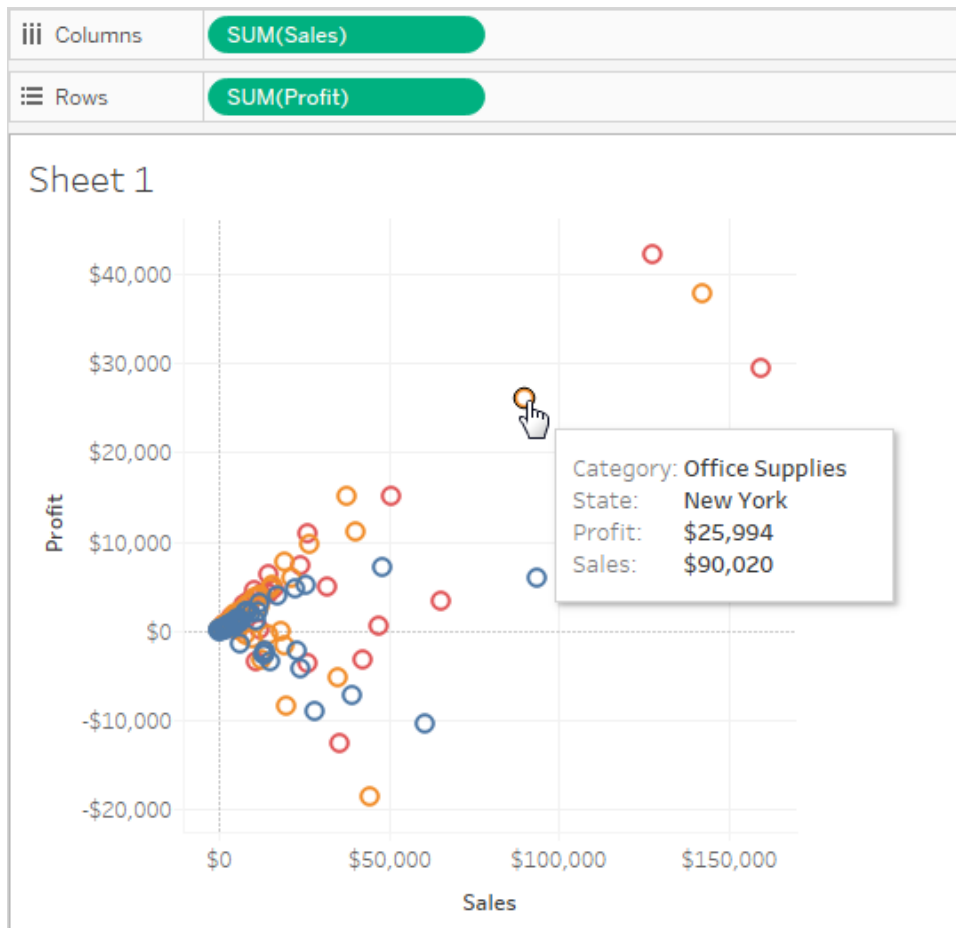 Columns SUM(Sales)
Rows SUM(Profit)
Sheet 1
$40,000
$30,000
$20,000
$10,000
$0
-$10,000
-$20,000
Profit
Category: Office Supplies
State: New York
Profit: $25,994
Sales: $90,020
$0 $50,000 $100,000 $150,000
Sales